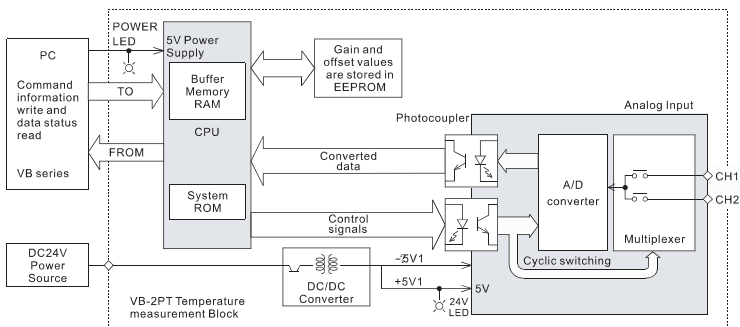 POWER
LED
5V Power
Supply
PC
Command
information
write and
data status
read
VB series
TO
FROM
Buffer
Memory
RAM
CPU
System
ROM
Gain and
offset values
are stored in
EEPROM
Photocoupler
Analog Input
Converted
data
Control
signals
A/D
converter
Multiplexer
CH1
CH2
Cyclic switching
DC24V
Power
Source
DC/DC
Converter
+5V1
5V
24V
LED
VB-2PT Temperature
measurement Block